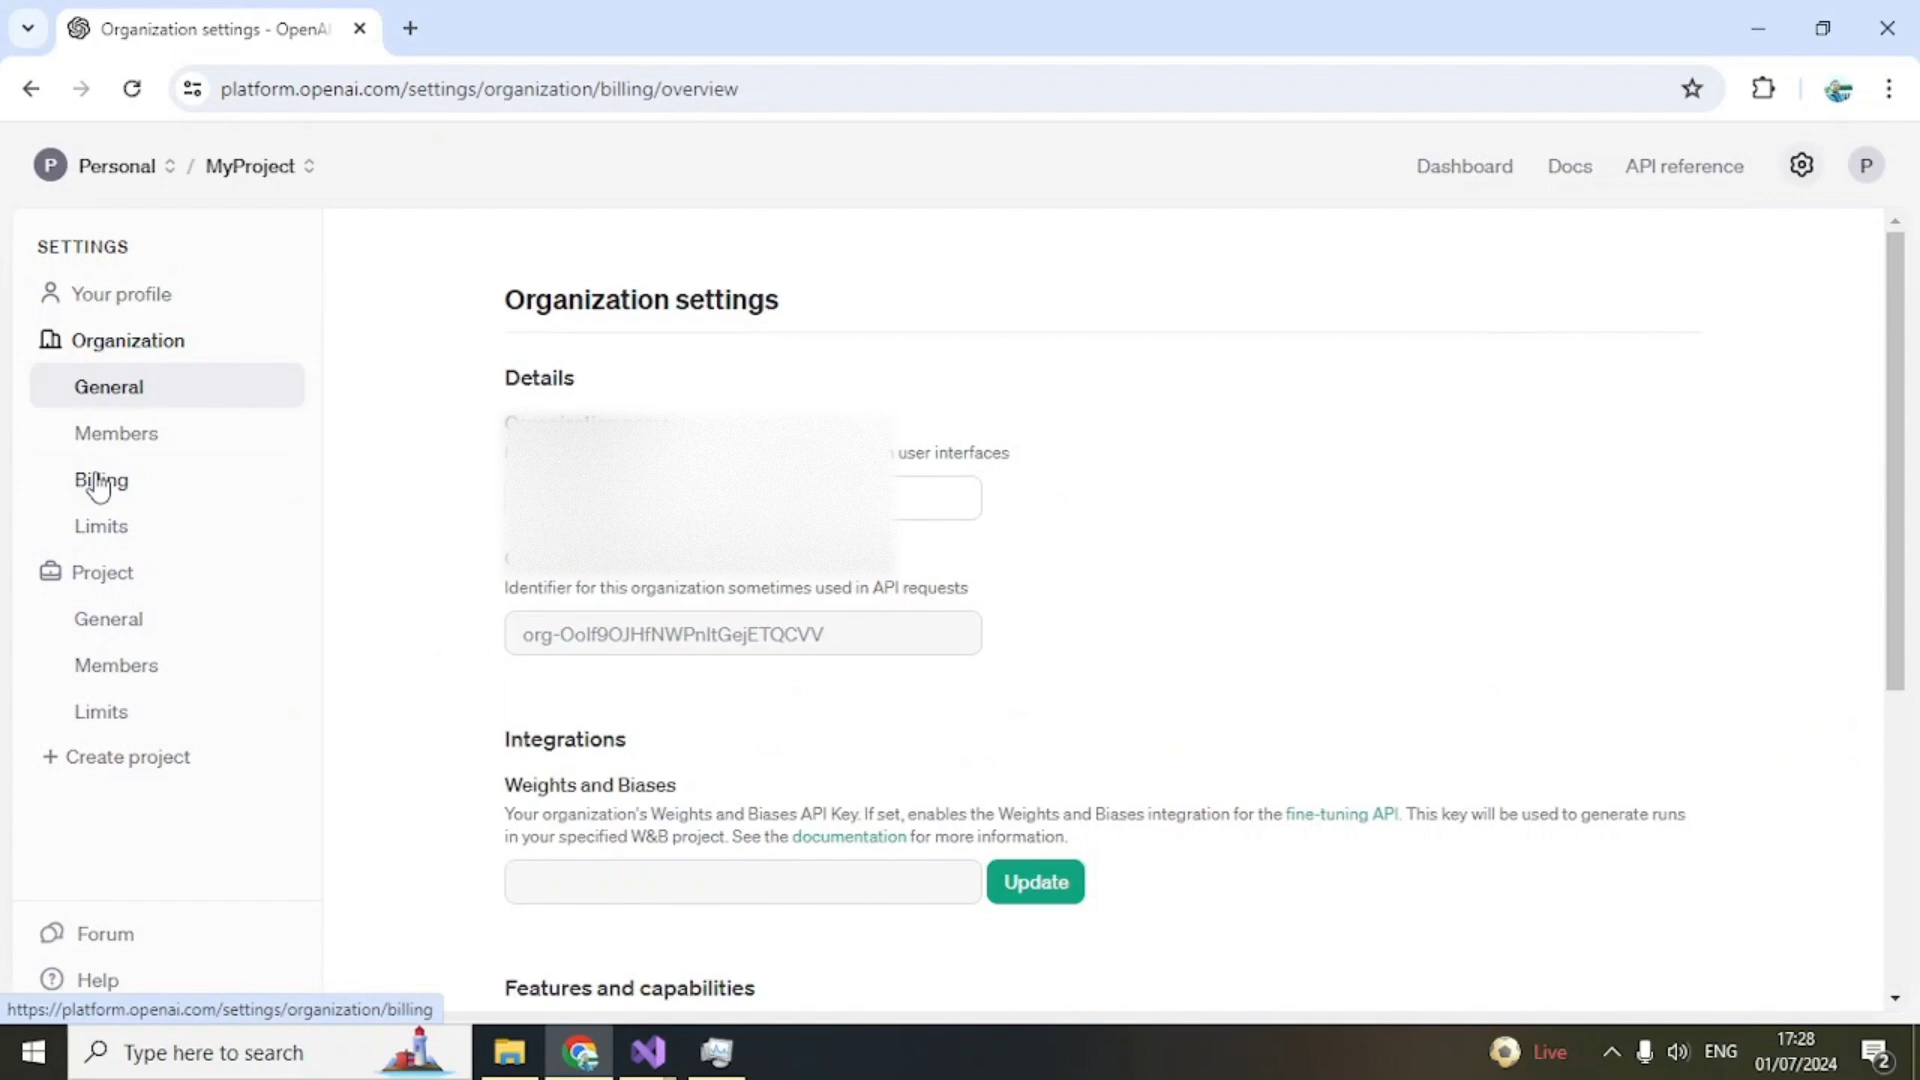 Organization settings - OpenAI
platform.openai.com/settings/organization/billing/overview
P Personal / MyProject
Dashboard Docs API reference P
SETTINGS
Your profile
Organization
General
Members
Billing
Limits
Project
General
Members
Limits
+ Create project
Forum
Help
https://platform.openai.com/settings/organization/billing
Organization settings
Details
user interfaces
Identifier for this organization sometimes used in API requests
Integrations
Weights and Biases
Your organization's Weights and Biases API Key. If set, enables the Weights and Biases integration for the fine-tuning API. This key will be used to generate runs
in your specified W&B project. See the documentation for more information.
Update
Features and capabilities
Type here to search
Live
ENG
17:28
01/07/2024
2